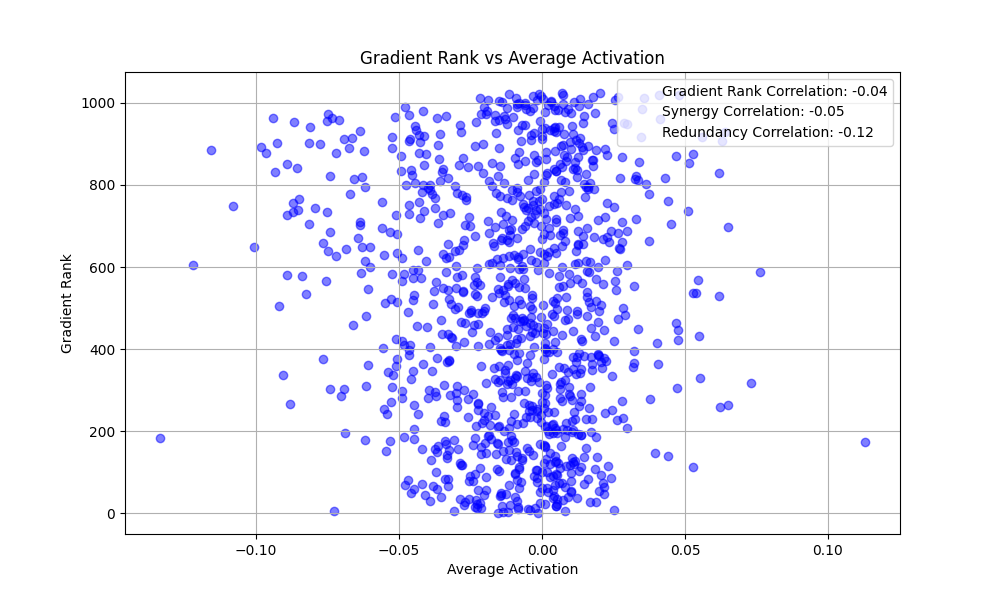 Gradient Rank vs Average Activation
Gradient Rank Correlation: -0.04
Synergy Correlation: -0.05
Redundancy Correlation: -0.12
1000
800
600
400
200
0
Gradient Rank
−0.10
−0.05
0.00
0.05
0.10
Average Activation